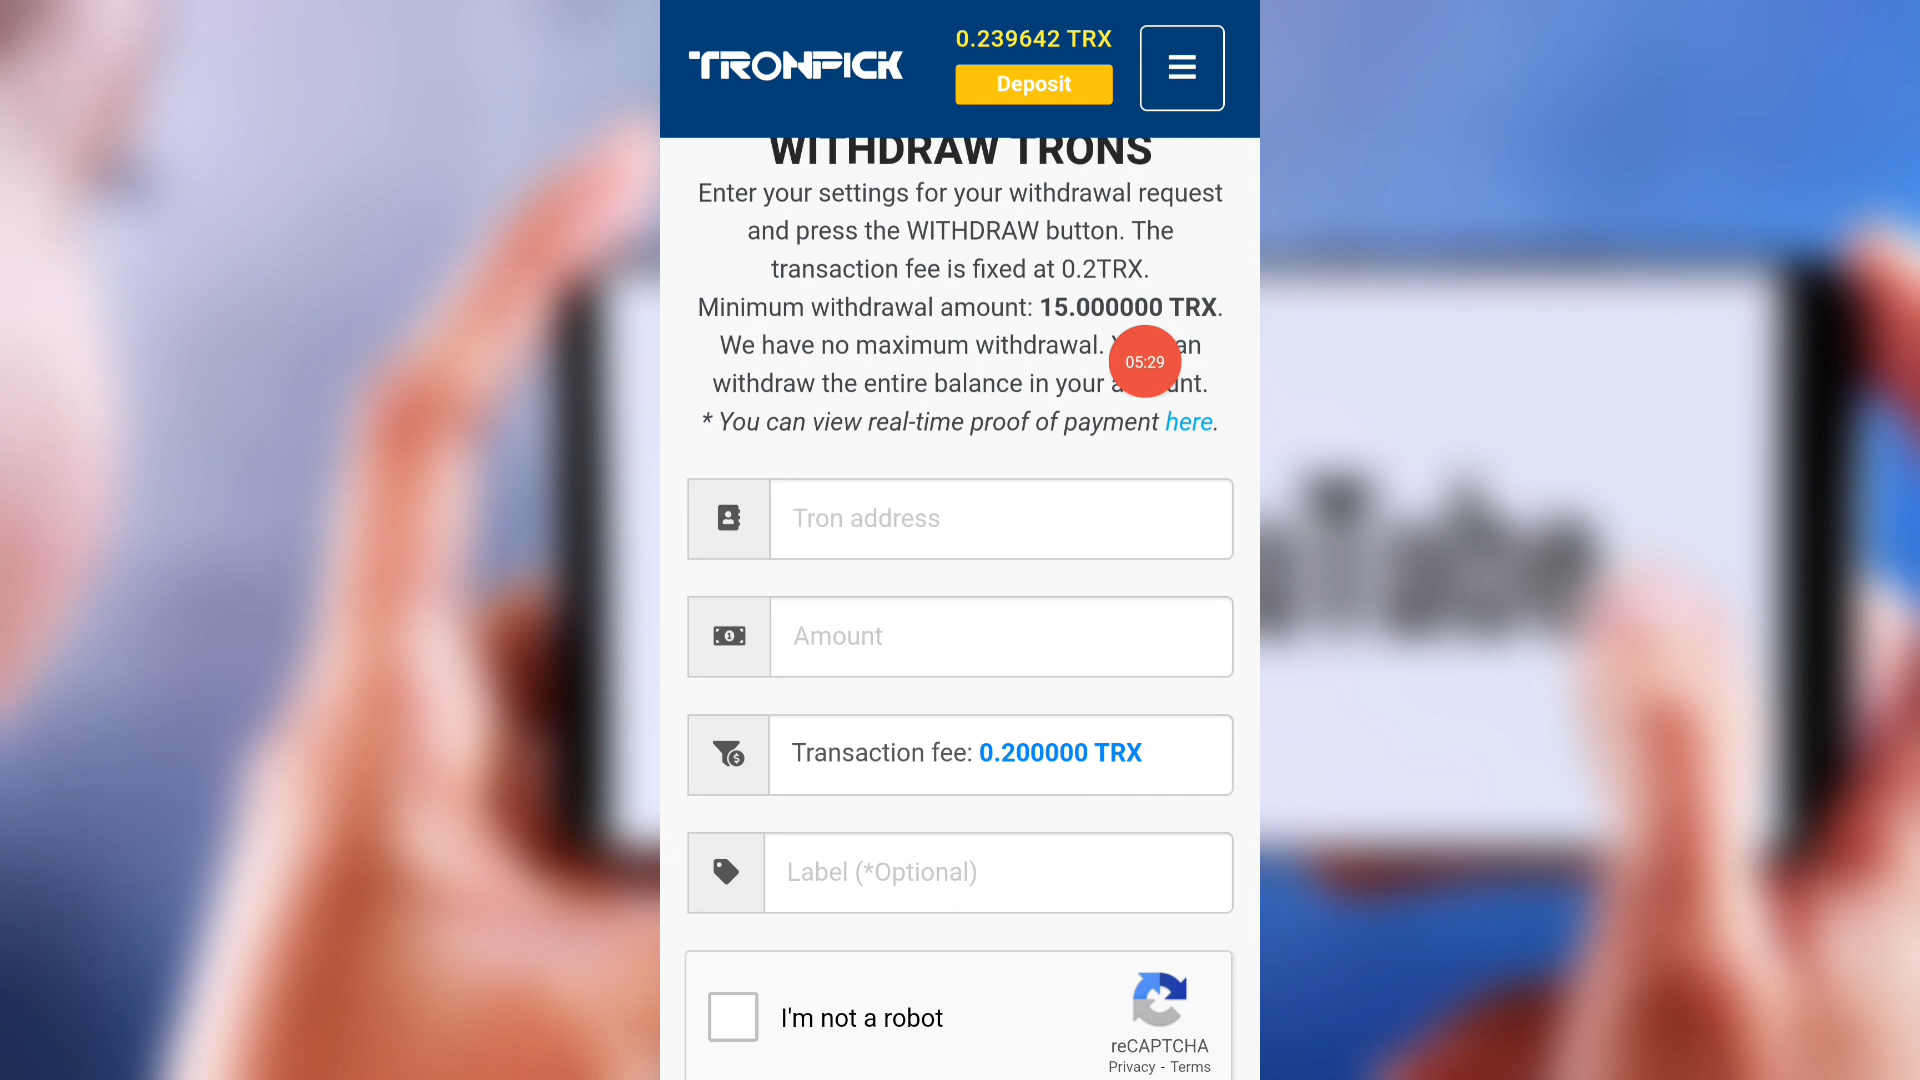 TRONPICK
0.239642 TRX
Deposit
WITHDRAW TRONS
Enter your settings for your withdrawal request
and press the WITHDRAW button. The
transaction fee is fixed at 0.2TRX.
Minimum withdrawal amount: 15.000000 TRX.
We have no maximum withdrawal. an
05:29
withdraw the entire balance in your
* You can view real-time proof of payment here.
Tron address
Amount
Transaction fee: 0.200000 TRX
Label (*Optional)
I'm not a robot
reCAPTCHA
Privacy - Terms